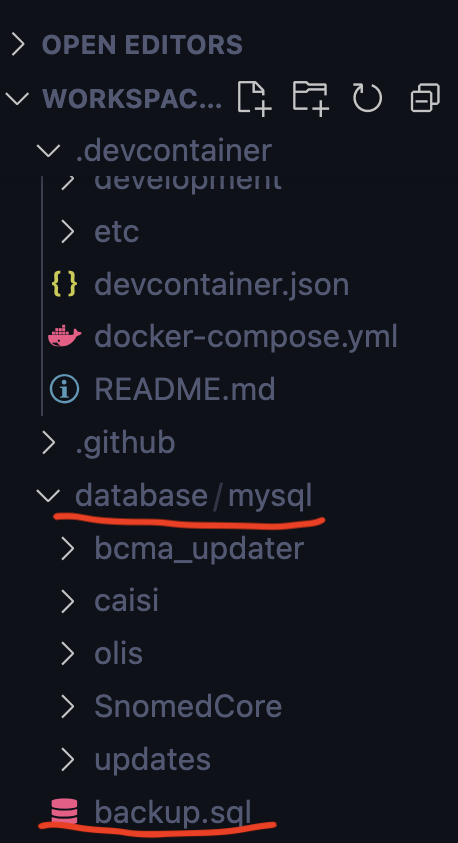 OPEN EDITORS
WORKSPAC...
.devcontainer
development
etc
{} devcontainer.json
docker-compose.yml
README.md
.github
database/mysql
bcma_updater
caisi
olis
SnomedCore
updates
backup.sql